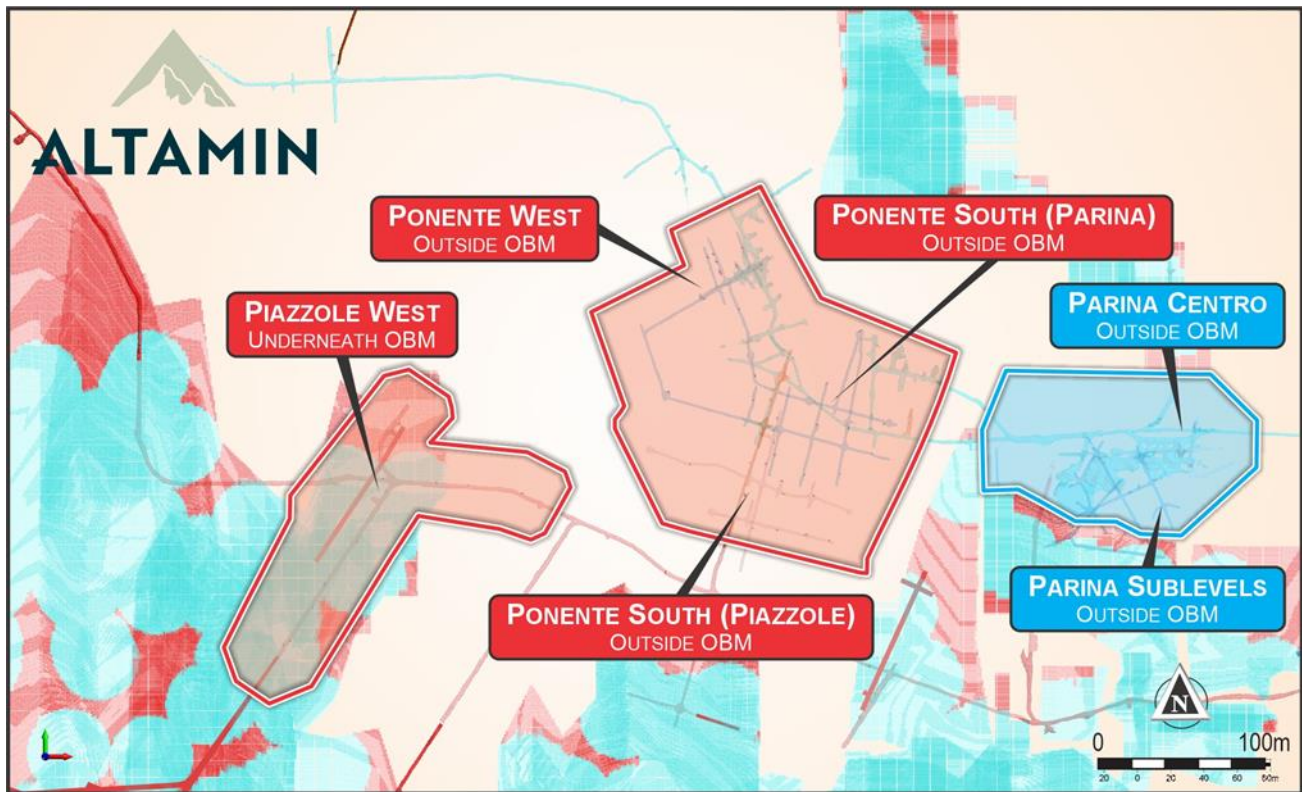 ALTAMIN
PONENTE WEST
OUTSIDE OBM
PONENTE SOUTH (PARINA)
OUTSIDE OBM
PIAZZOLE WEST
UNDERNEATH OBM
PARINA CENTRO
OUTSIDE OBM
PONENTE SOUTH (PIAZZOLE)
OUTSIDE OBM
PARINA SUBLEVELS
OUTSIDE OBM
N
0 100m
20 0 20 40 60 80m